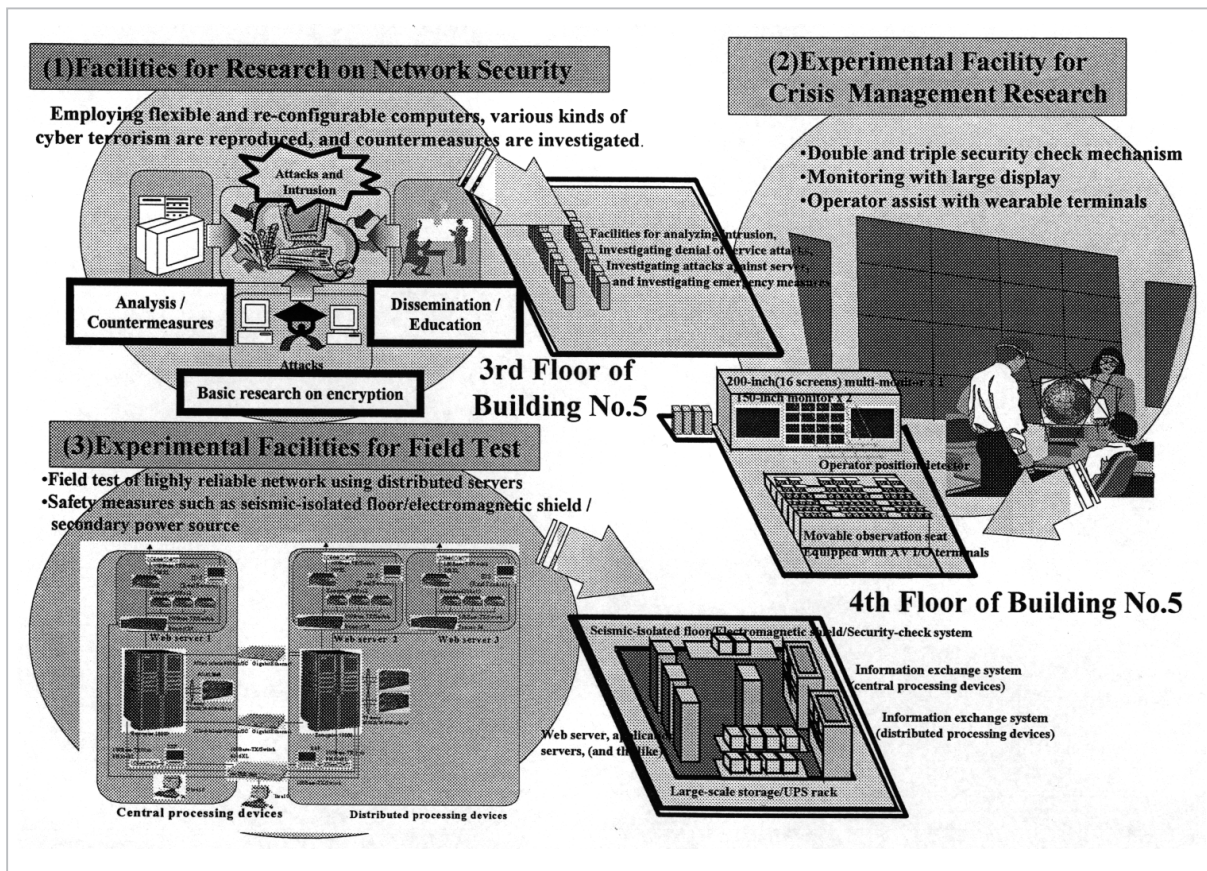 (1)Facilities for Research on Network Security
Employing flexible and re-configurable computers, various kinds of
cyber terrorism are reproduced, and countermeasures are investigated.
Attacks and
Intrusion
Analysis /
Countermeasures
Dissemination /
Education
Attacks
Basic research on encryption
Facilities for analyzing intrusion,
investigating denial of service attacks,
Investigating attacks against server,
and investigating emergency measures
3rd Floor of
Building No.5
(2)Experimental Facility for
Crisis Management Research
•Double and triple security check mechanism
•Monitoring with large display
•Operator assist with wearable terminals
200-inch(16 screens) multi-monitor x 1
150-inch monitor x 2
Operator position detector
Movable observation seat
Equipped with AV I/O terminals
4th Floor of Building No.5
(3)Experimental Facilities for Field Test
•Field test of highly reliable network using distributed servers
•Safety measures such as seismic-isolated floor/electromagnetic shield /
secondary power source
Web server 1
Web server 2
Web server 3
Central processing devices
Distributed processing devices
Seismic-isolated floor/Electromagnetic shield/Security-check system
Information exchange system
(central processing devices)
Information exchange system
(distributed processing devices)
Web server, application
servers, (and the like)
Large-scale storage/UPS rack